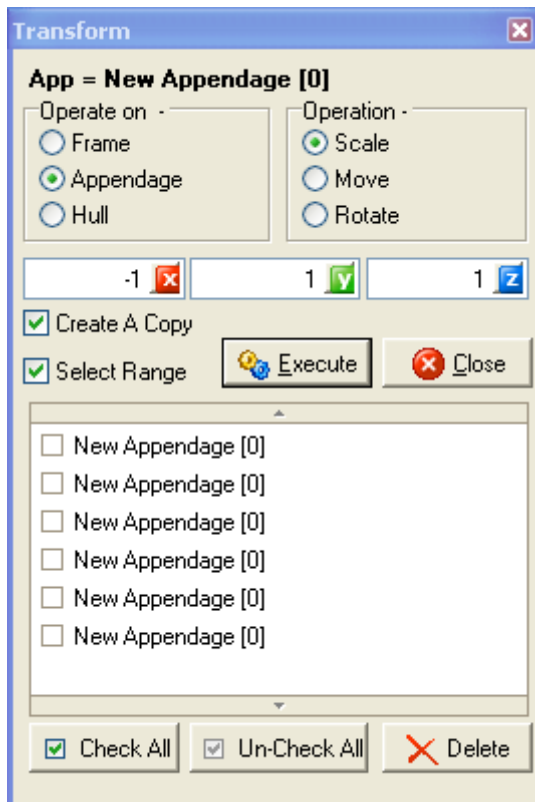 Transform
App = New Appendage [0]
Operate on -
Operation -
Frame
Scale
Appendage
Move
Hull
Rotate
-1 x 1 y 1 z
Create A Copy
Select Range
Execute
Close
New Appendage [0]
New Appendage [0]
New Appendage [0]
New Appendage [0]
New Appendage [0]
New Appendage [0]
Check All
Un-Check All
Delete